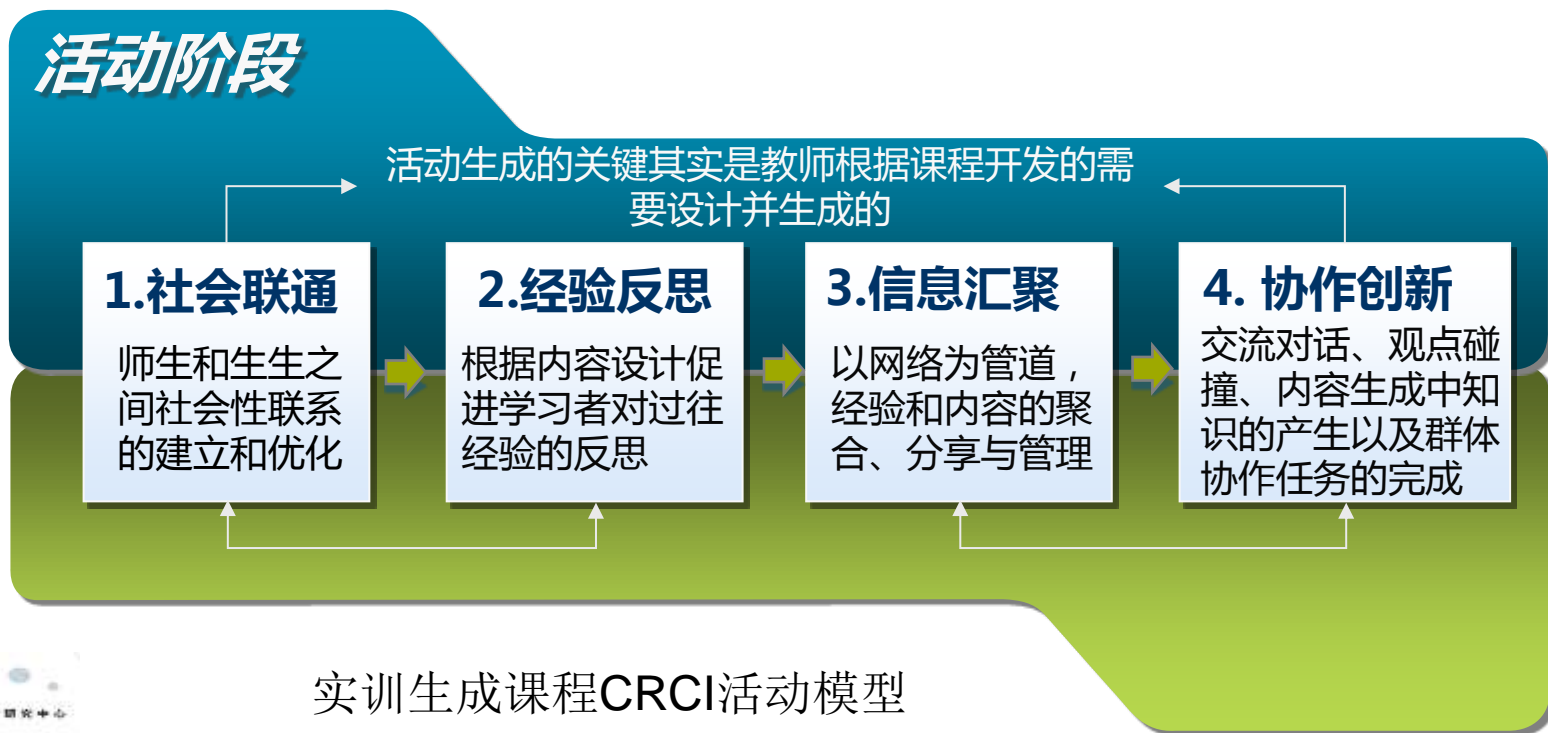 活动阶段
活动生成的关键其实是教师根据课程开发的需
要设计并生成的
1.社会联通
师生和生生之
间社会性联系
的建立和优化
2.经验反思
根据内容设计促
进学习者对过往
经验的反思
3.信息汇聚
以网络为管道，
经验和内容的聚
合、分享与管理
4. 协作创新
交流对话、观点碰
撞、内容生成中知
识的产生以及群体
协作任务的完成
研究中心
实训生成课程CRCI活动模型